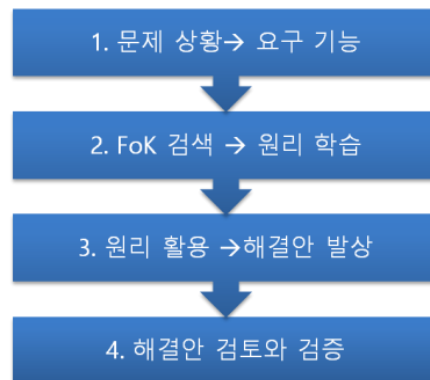 1. 문제 상황→ 요구 기능
2. FoK 검색 → 원리 학습
3. 원리 활용 →해결안 발상
4. 해결안 검토와 검증